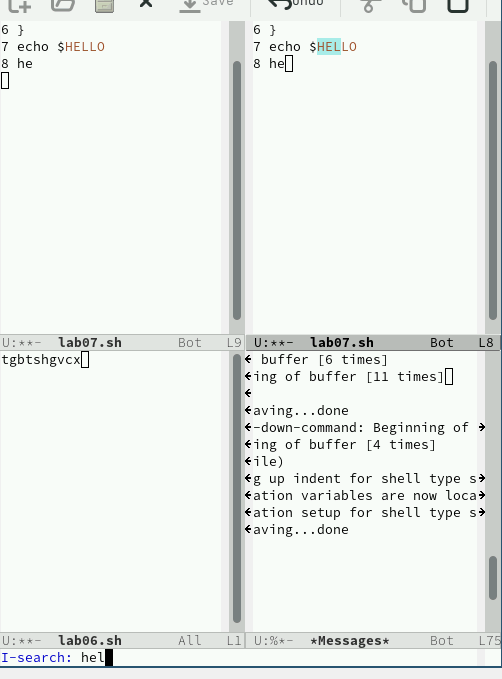 Save Undo
6 }
7 echo $HELLO
8 he
U:**- lab07.sh Bot L9
6 }
7 echo $HELLO
8 he
U:**- lab07.sh Bot L8
tgbtshgvcx
U:**- lab06.sh All L1
buffer [6 times]
ing of buffer [11 times]
aving...done
-down-command: Beginning of
ing of buffer [4 times]
ile)
g up indent for shell type s
ation variables are now loca
ation setup for shell type s
aving...done
U:%*- *Messages* Bot L75
I-search: hel